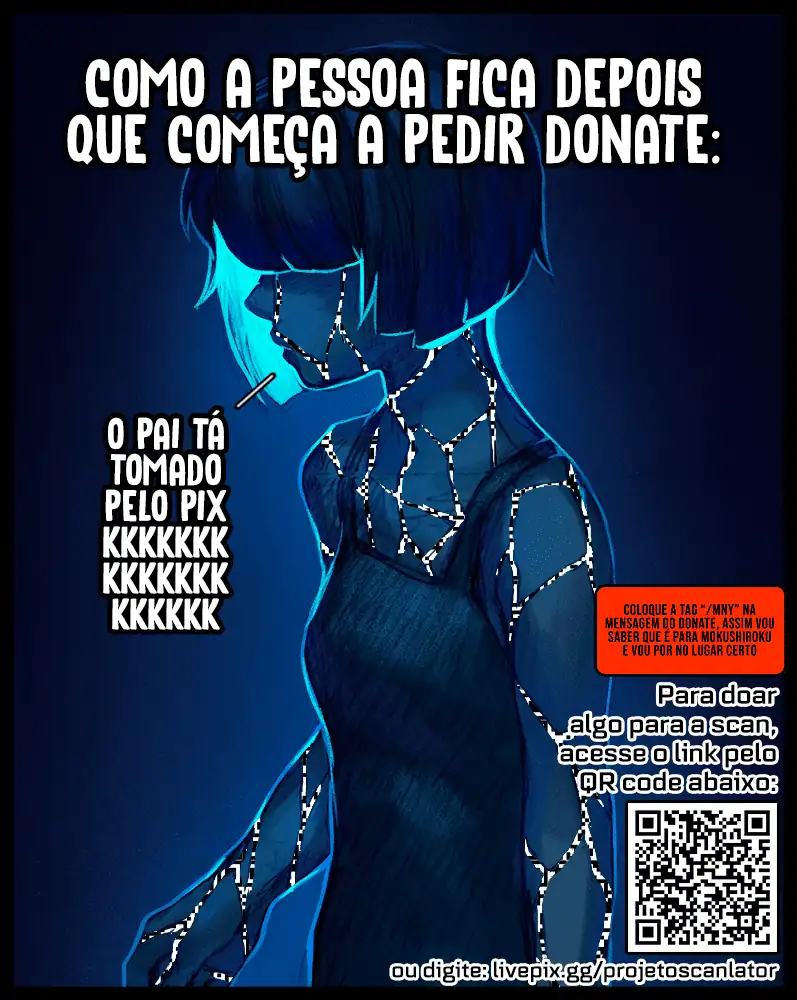 COMO A PESSOA FICA DEPOIS
QUE COMEÇA A PEDIR DONATE:
O PAI TÁ
TOMADO
PELO PIX
KKKKKKK
KKKKKKK
KKKKKK
COLOQUE A TAG “/MNY” NA
MENSAGEM DO DONATE, ASSIM VOU
SABER QUE É PARA MOKUSHIROKU
E VOU POR NO LUGAR CERTO
Para doar
algo para a scan,
acesse o link pelo
QR code abaixo:
ou digite: livepix.gg/projetoscanlator